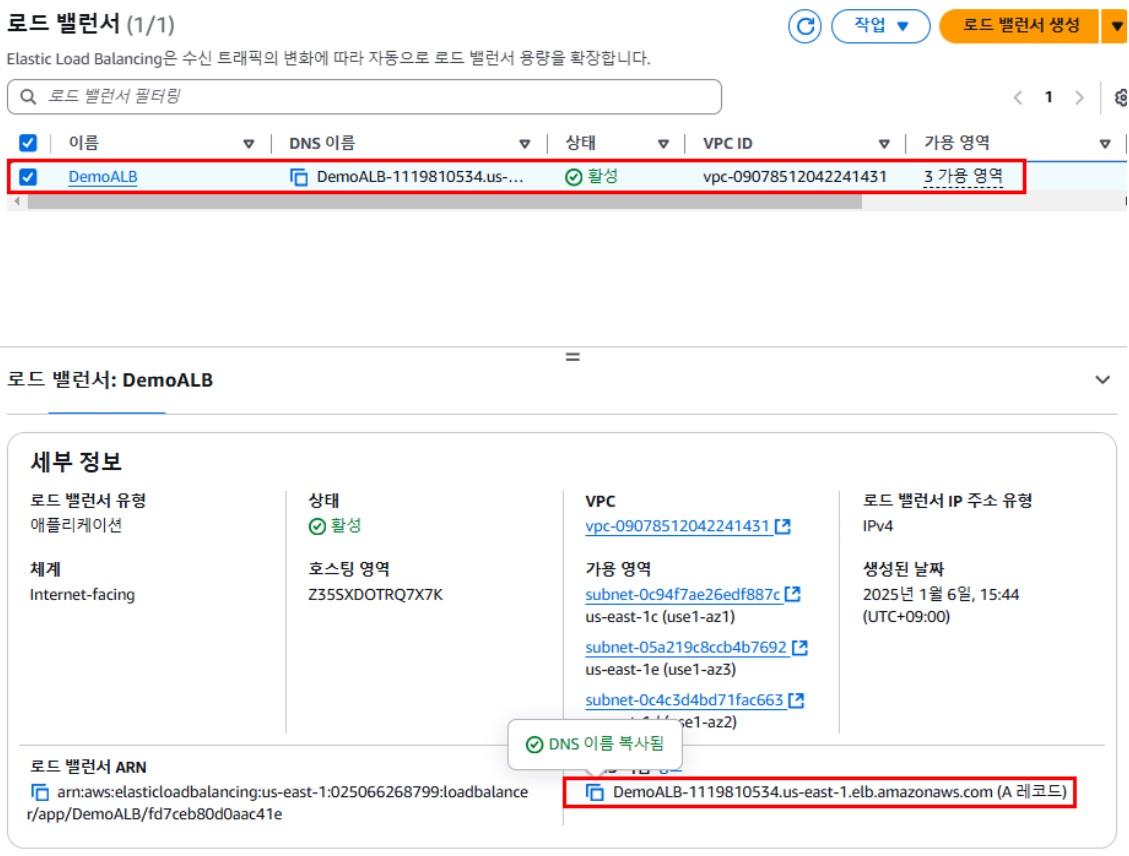 로드 밸런서 (1/1)
작업
로드 밸런서 생성
Elastic Load Balancing은 수신 트래픽의 변화에 따라 자동으로 로드 밸런서 용량을 확장합니다.
로드 밸런서 필터링
1
이름 DNS 이름 상태 VPC ID 가용 영역
DemoALB DemoALB-1119810534.us-... 활성 vpc-09078512042241431 3 가용 영역
로드 밸런서: DemoALB
세부 정보
로드 밸런서 유형
애플리케이션
상태
활성
VPC
vpc-09078512042241431
로드 밸런서 IP 주소 유형
IPv4
체계
Internet-facing
호스팅 영역
Z35SXDOTRQ7X7K
가용 영역
subnet-0c94f7ae26edf887c
us-east-1c (use1-az1)
subnet-05a219c8ccb4b7692
us-east-1e (use1-az3)
subnet-0c4c3d4bd71fac663
se1-az2)
생성된 날짜
2025년 1월 6일, 15:44
(UTC+09:00)
DNS 이름 복사됨
로드 밸런서 ARN
arn:aws:elasticloadbalancing:us-east-1:025066268799:loadbalance
r/app/DemoALB/fd7ceb80d0aac41e
DemoALB-1119810534.us-east-1.elb.amazonaws.com (A 레코드)